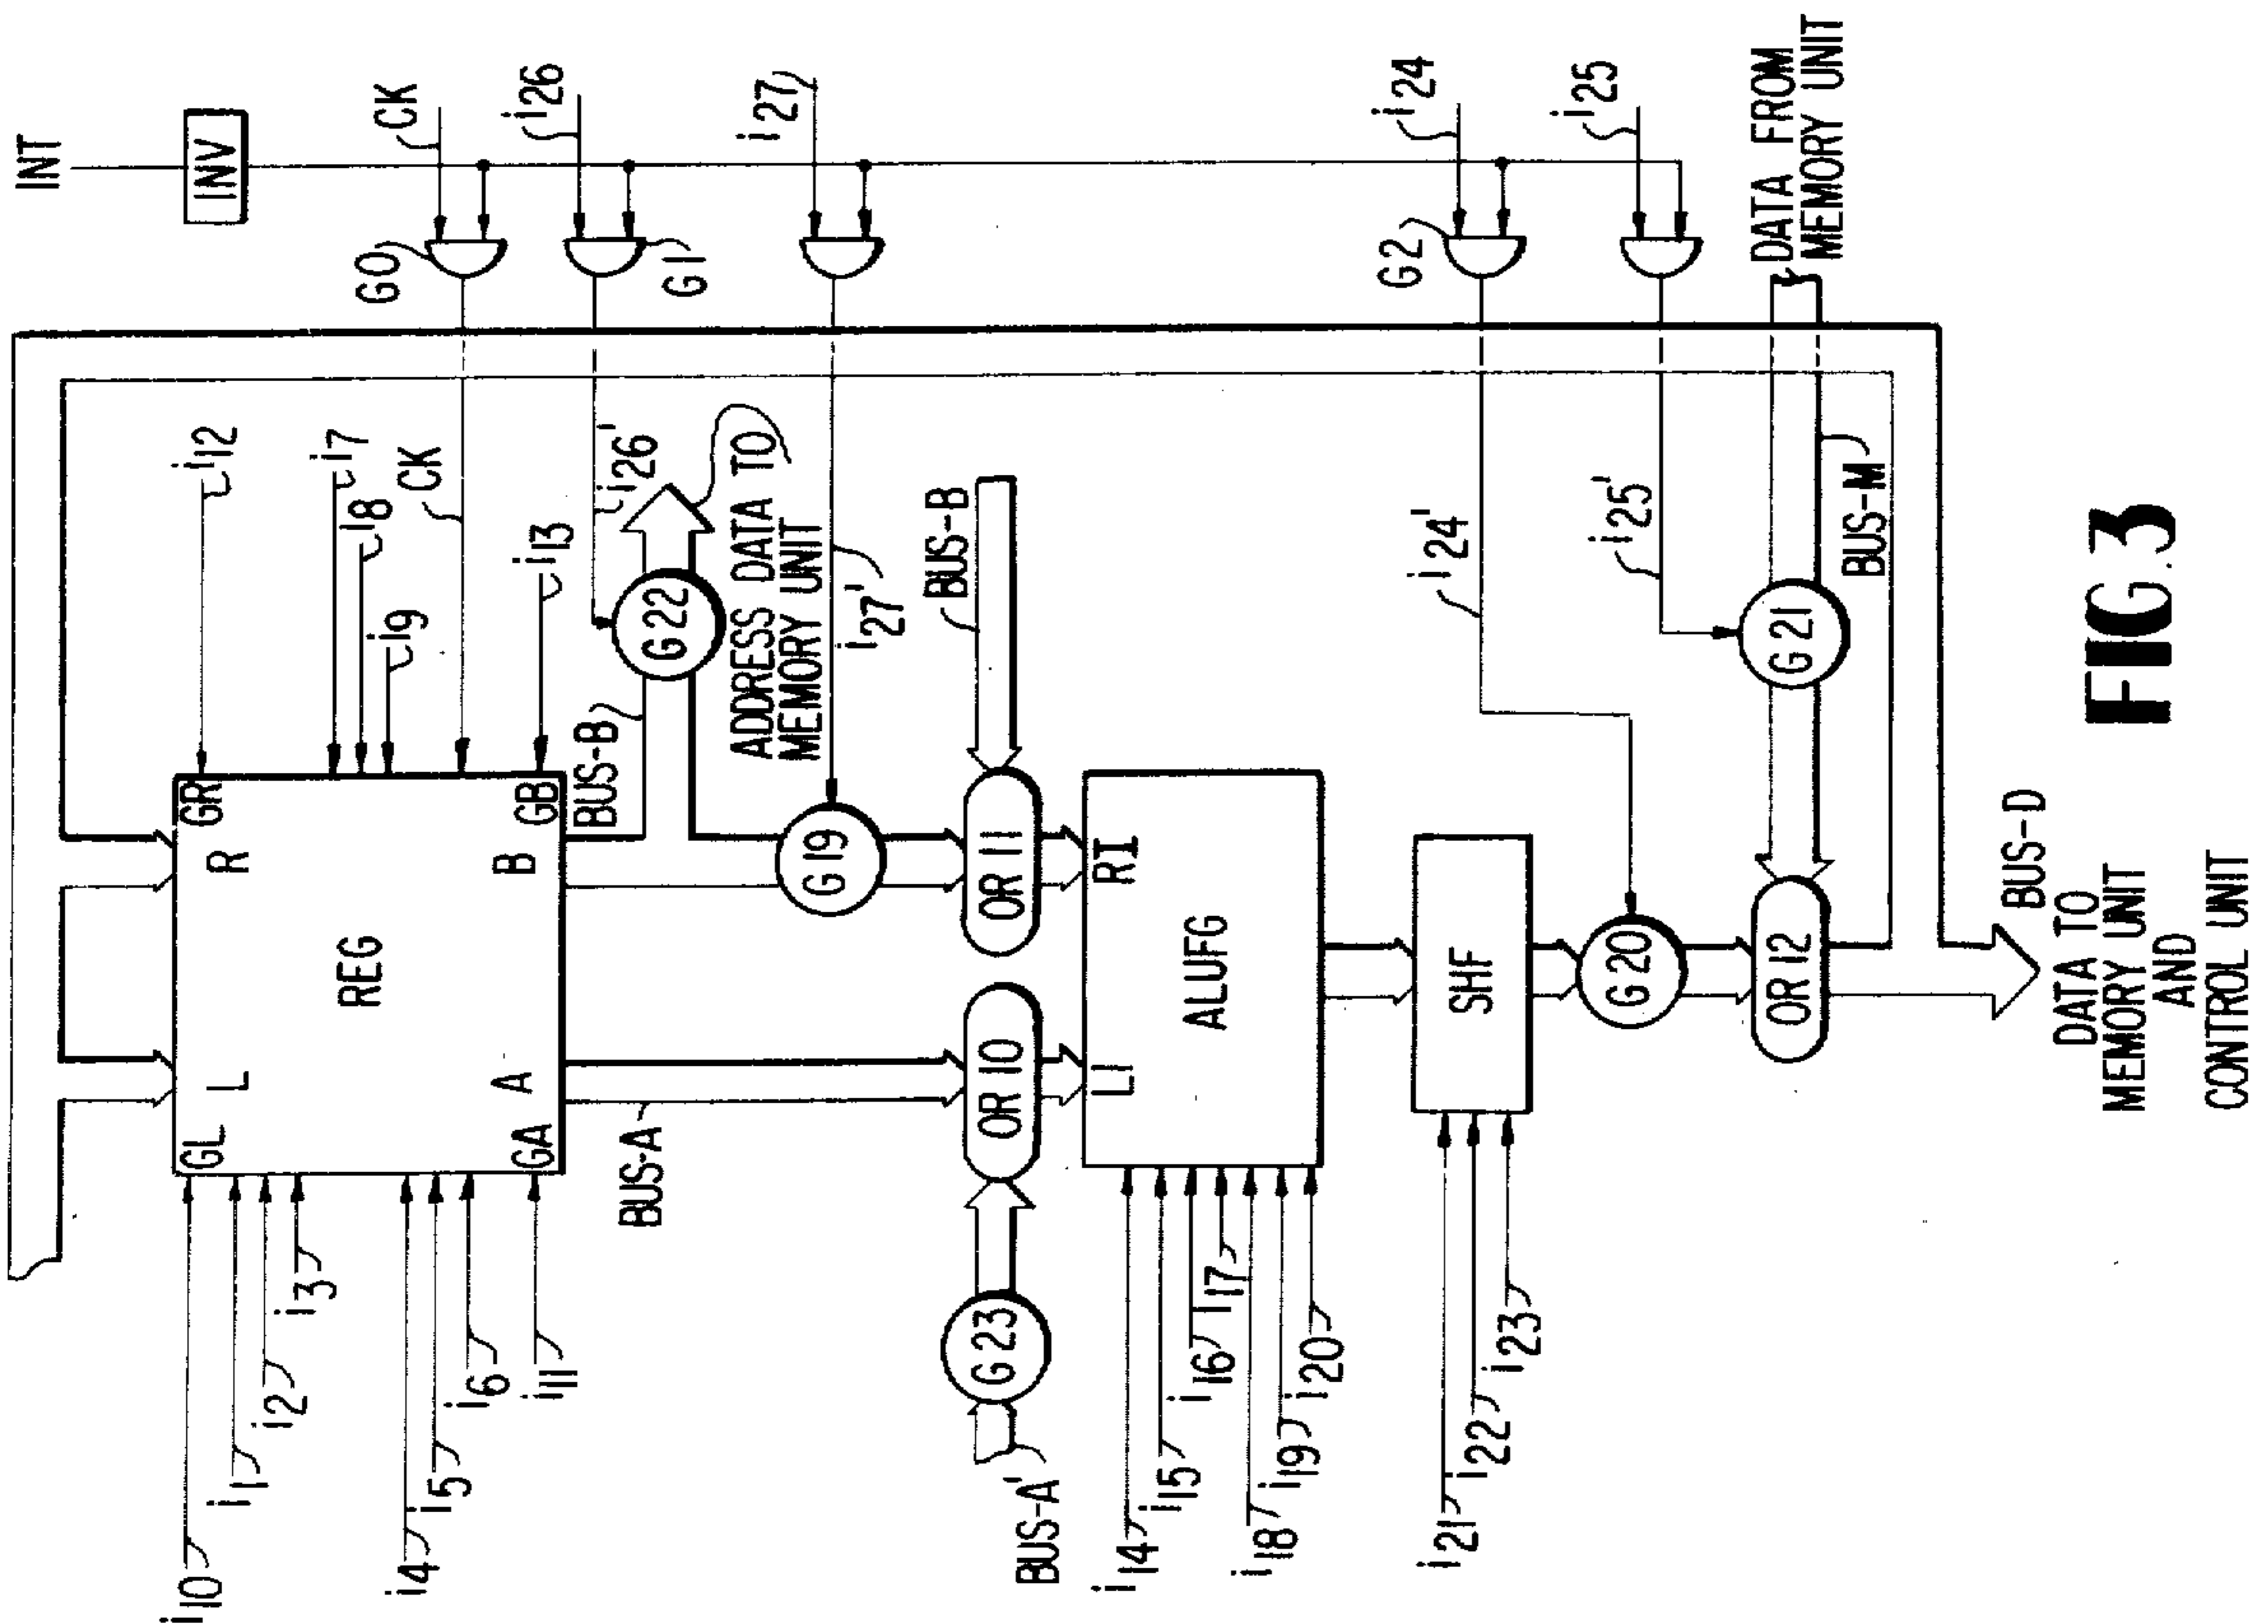 INT
INV
CK
i26
i27
i24
i25
DATA FROM
MEMORY UNIT
G0
G1
G2
i12
i7
i8
i9
CK
i13
i26'
i27'
i24'
i25'
BUS-M
GR
R
GB
B
REG
GL
L
GA
A
BUS-B
G22
ADDRESS DATA TO
MEMORY UNIT
BUS-B
G19
OR 11
RI
BUS-A
OR 10
LI
ALUFG
G23
BUS-A'
SHF
G20
G21
OR 12
BUS-D
DATA TO
MEMORY UNIT
AND
CONTROL UNIT
i10
i1
i2
i3
i4
i5
i6
i11
i14
i15
i16
i17
i18
i19
i20
i21
i22
i23
FIG. 3